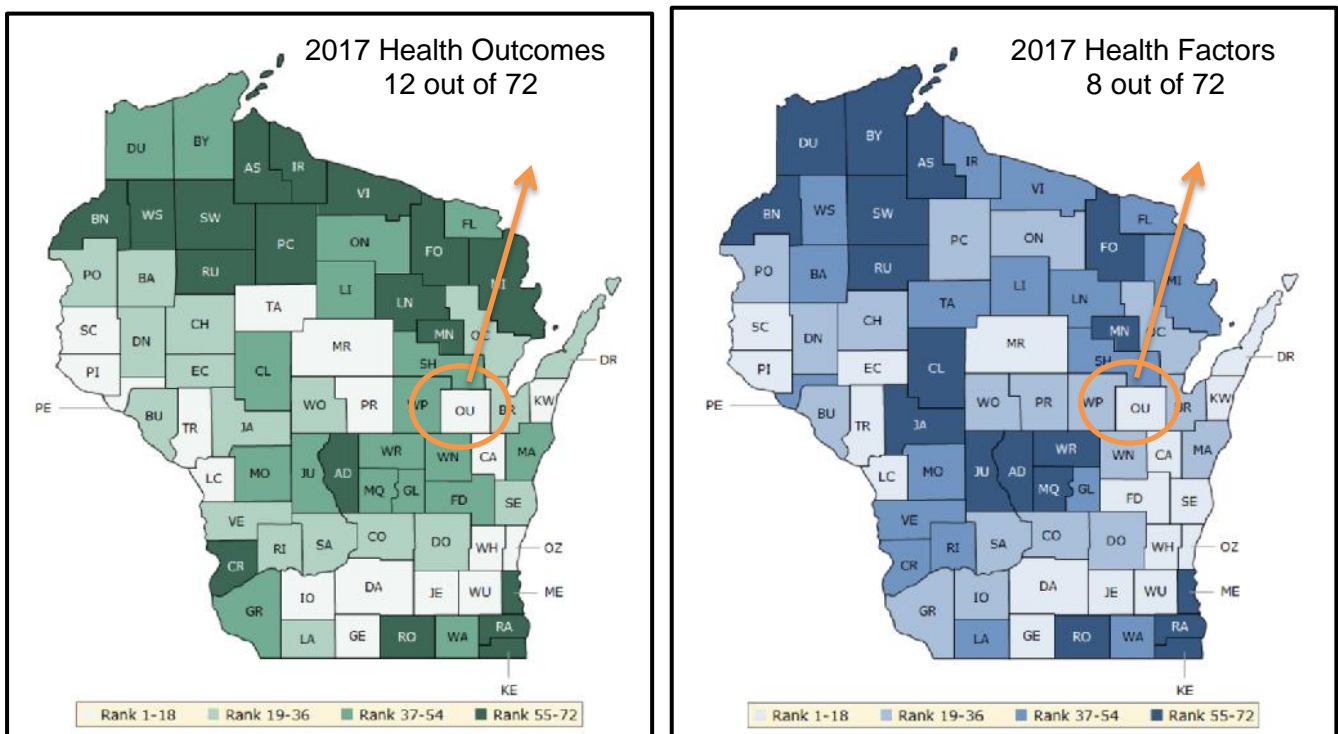 2017 Health Outcomes
12 out of 72
DU
BY
AS
IR
VI
BN
WS
SW
FL
PC
ON
FO
PO
BA
RU
LI
LN
TA
SC
CH
MN
OC
DN
MR
PI
EC
CL
SH
DR
PE
BU
TR
JA
WO
PR
WP
OU
BR
KW
LC
MO
JU
AD
WR
WN
CA
MA
MQ
GL
FD
SE
VE
RI
SA
CO
DO
WH
OZ
CR
DA
JE
WU
ME
GR
IO
LA
GE
RO
WA
RA
KE
Rank 1-18 Rank 19-36 Rank 37-54 Rank 55-72
2017 Health Factors
8 out of 72
DU
BY
AS
IR
VI
BN
WS
SW
FL
PC
ON
FO
MI
PO
BA
RU
LI
LN
TA
SC
CH
MN
OC
DN
MR
PI
EC
CL
SH
DR
PE
BU
TR
JA
WO
PR
WP
OU
KW
LC
MO
JU
AD
WR
WN
CA
MA
MQ
GL
FD
SE
VE
RI
SA
CO
DO
WH
OZ
CR
DA
JE
WU
ME
GR
IO
LA
GE
RO
WA
RA
KE
Rank 1-18 Rank 19-36 Rank 37-54 Rank 55-72